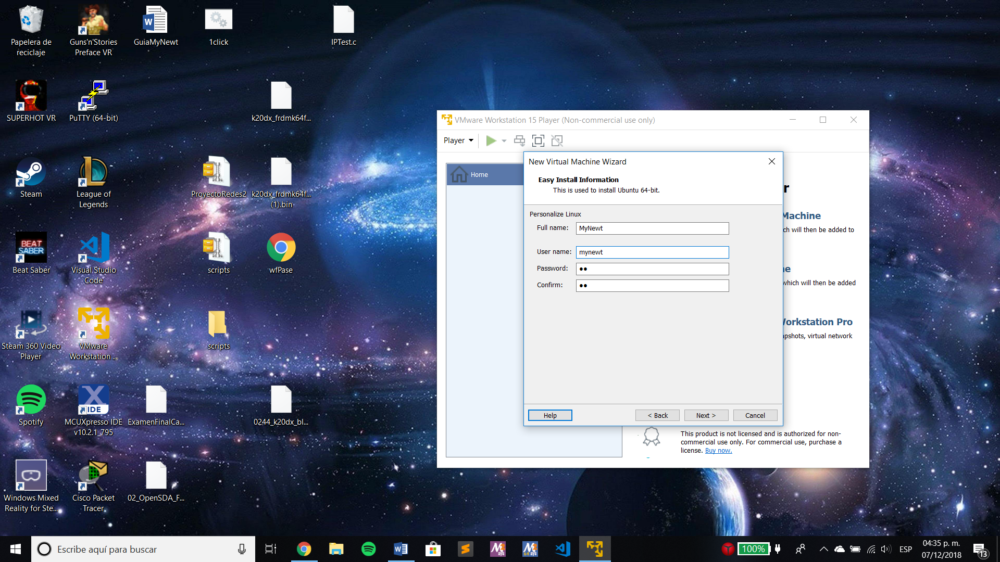 Papelera de
reciclaje
Guns'n'Stories
Preface VR
GuiaMyNewt
1click
IPTest.c
SUPERHOT VR
PuTTY (64-bit)
k20dx_frdmk64f...
Steam
League of
Legends
ProyectoRedes2
k20dx_frdmk64f...
(1).bin
BEAT
SABER
Beat Saber
Visual Studio
Code
scripts
wfPase
Steam 360 Video
Player
VMware
Workstation ...
scripts
Spotify
IDE
MCUXpresso IDE
v10.2.1_795
ExamenFinalCa...
0244_k20dx_bl...
Windows Mixed
Reality for Ste...
Cisco Packet
Tracer
02_OpenSDA_F...
VMware Workstation 15 Player (Non-commercial use only)
Player
Home
New Virtual Machine Wizard
Easy Install Information
This is used to install Ubuntu 64-bit.
Personalize Linux
Full name: MyNewt
User name: mynewt
Password: ●●
Confirm: ●●
Help
< Back
Next >
Cancel
r
Machine
ch will then be added to
ne
which will then be added
Workstation Pro
pshots, virtual network
This product is not licensed and is authorized for non-
commercial use only. For commercial use, purchase a
license. Buy now.
Escribe aquí para buscar
100%
ESP
04:35 p. m.
07/12/2018
13